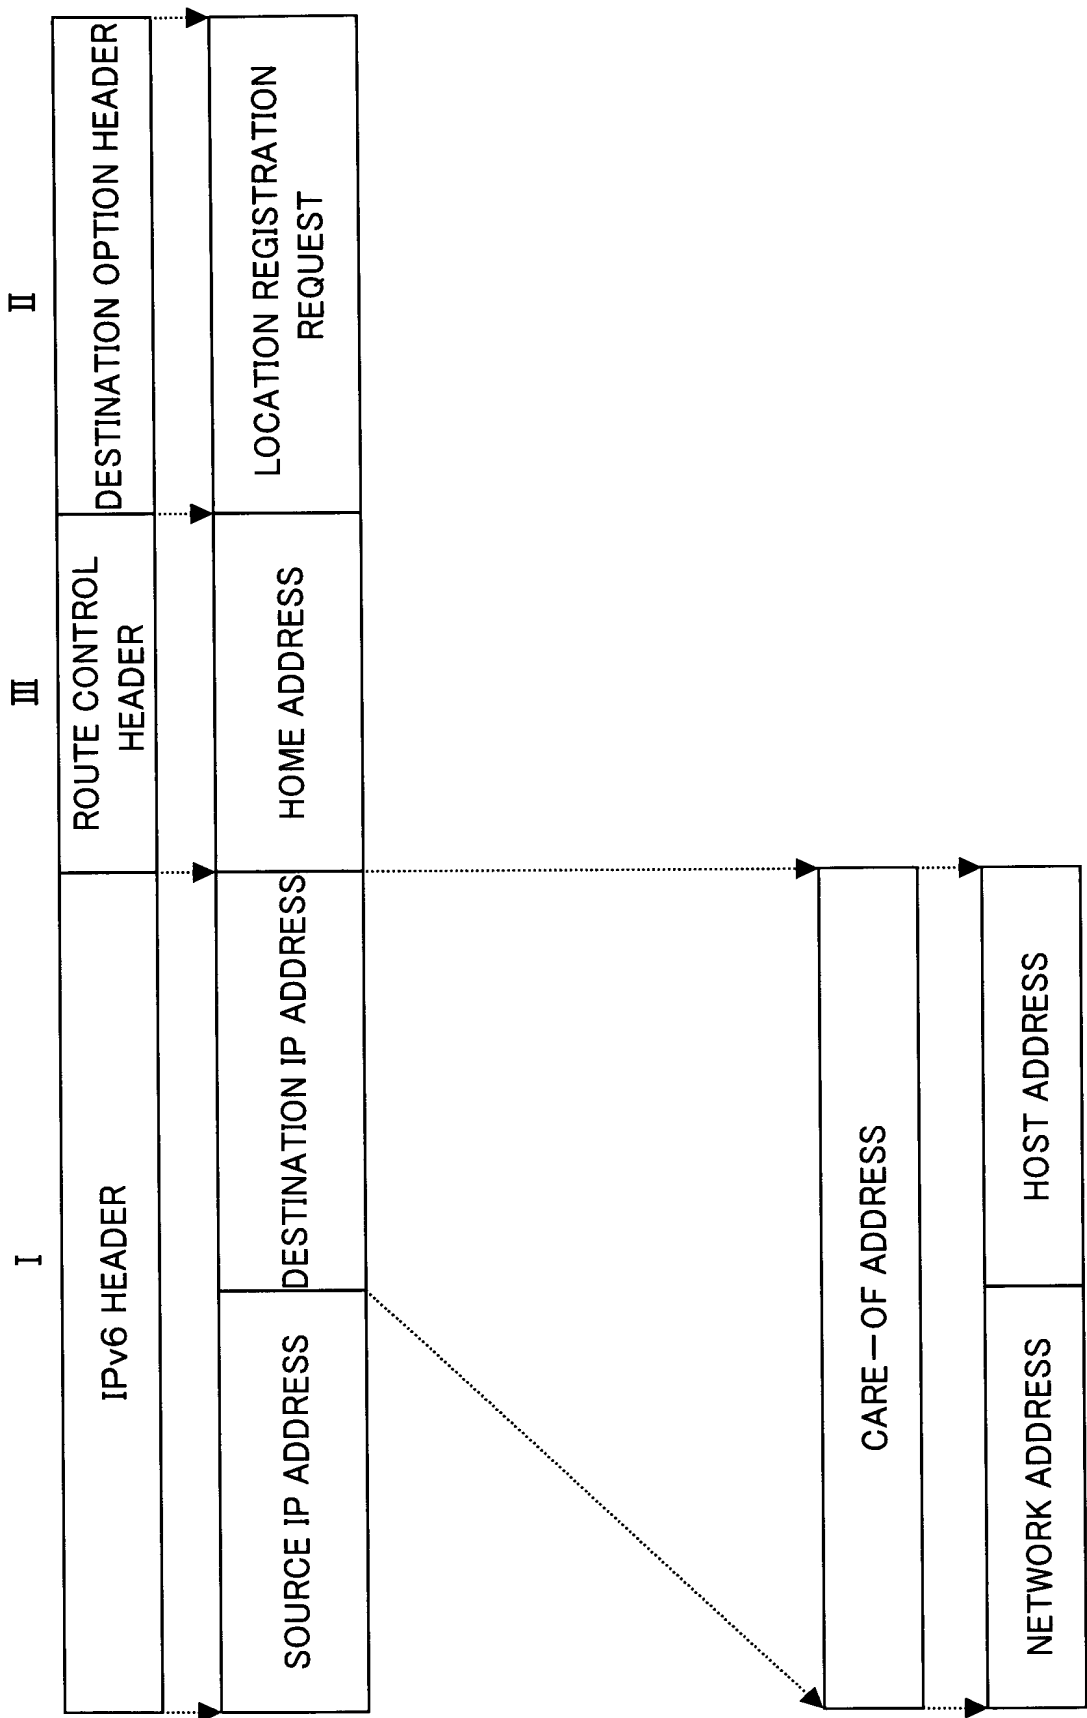 I
III
II
IPv6 HEADER
ROUTE CONTROL
HEADER
DESTINATION OPTION HEADER
SOURCE IP ADDRESS
DESTINATION IP ADDRESS
HOME ADDRESS
LOCATION REGISTRATION
REQUEST
CARE-OF ADDRESS
NETWORK ADDRESS
HOST ADDRESS